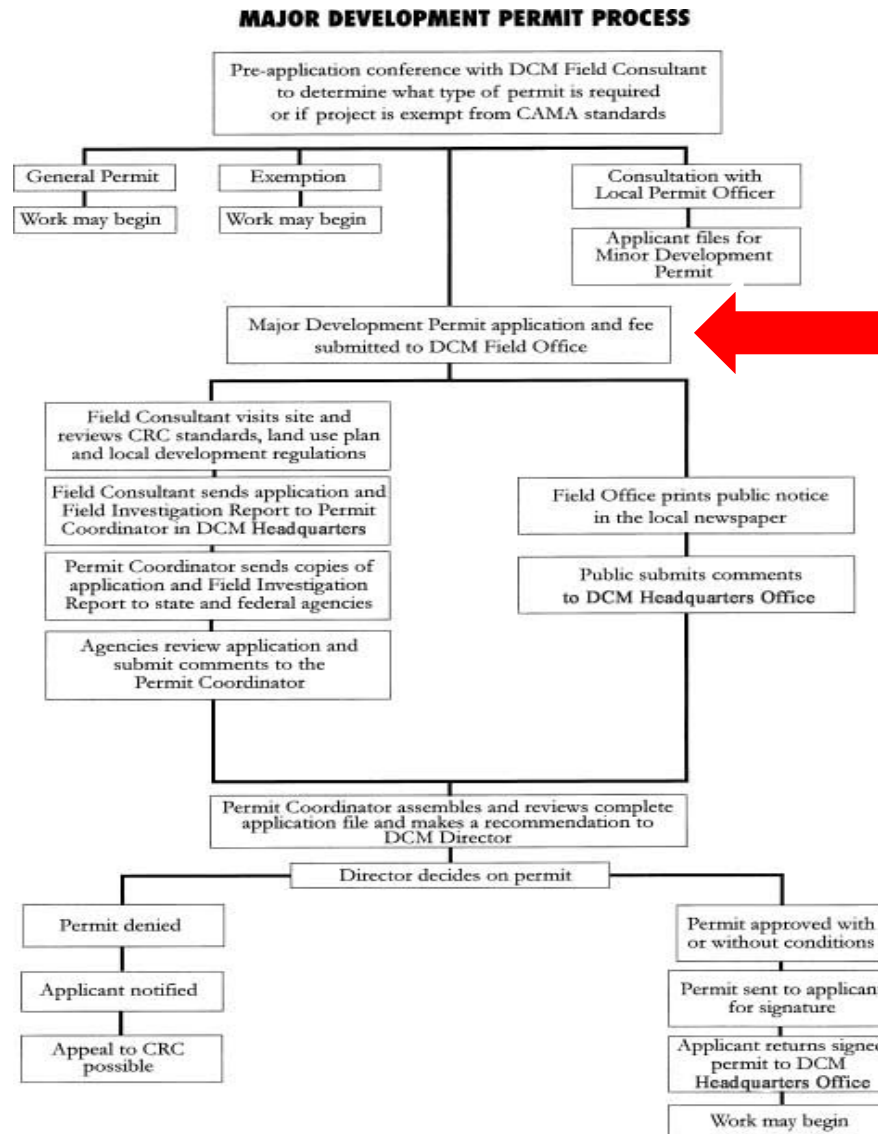 MAJOR DEVELOPMENT PERMIT PROCESS
Pre-application conference with DCM Field Consultant
to determine what type of permit is required
or if project is exempt from CAMA standards
General Permit
Work may begin
Exemption
Work may begin
Consultation with
Local Permit Officer
Applicant files for
Minor Development
Permit
Major Development Permit application and fee
submitted to DCM Field Office
Field Consultant visits site and
reviews CRC standards, land use plan
and local development regulations
Field Consultant sends application and
Field Investigation Report to Permit
Coordinator in DCM Headquarters
Permit Coordinator sends copies of
application and Field Investigation
Report to state and federal agencies
Agencies review application and
submit comments to the
Permit Coordinator
Field Office prints public notice
in the local newspaper
Public submits comments
to DCM Headquarters Office
Permit Coordinator assembles and reviews complete
application file and makes a recommendation to
DCM Director
Director decides on permit
Permit denied
Applicant notified
Appeal to CRC
possible
Permit approved with
or without conditions
Permit sent to applicant
for signature
Applicant returns signed
permit to DCM
Headquarters Office
Work may begin